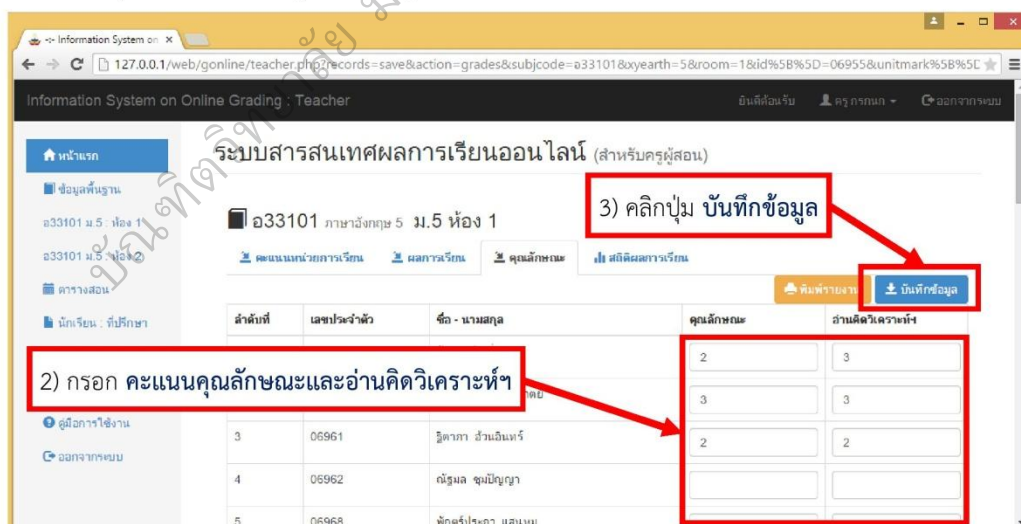 -:- Information System on
127.0.0.1/web/gonline/teacher.php?records=save&action=grades&subjcode=อ33101&xyearth=5&room=1&id%5B%5D=06955&unitmark%5B%5D
Information System on Online Grading : Teacher
ยินดีต้อนรับ
ครู กรกนก
ออกจากระบบ
บัณฑิตวิทยาลัย
หน้าแรก
ระบบสารสนเทศผลการเรียนออนไลน์ (สำหรับครูผู้สอน)
ข้อมูลพื้นฐาน
3) คลิกปุ่ม บันทึกข้อมูล
อ33101 ม.5 : ห้อง 1
อ33101 ภาษาอังกฤษ 5 ม.5 ห้อง 1
อ33101 ม.5 : ห้อง 2
คะแนนหน่วยการเรียน ผลการเรียน คุณลักษณะ สถิติผลการเรียน
ตารางสอน
พิมพ์รายงาน บันทึกข้อมูล
นักเรียน : ที่ปรึกษา
ลำดับที่ เลขประจำตัว ชื่อ - นามสกุล คุณลักษณะ อ่านคิดวิเคราะห์ฯ
2 3
2) กรอก คะแนนคุณลักษณะและอ่านคิดวิเคราะห์ฯ
3 3
คู่มือการใช้งาน
3 06961 ฐิตาภา อ้วนอินทร์ 2 2
ออกจากระบบ
4 06962 ณัฐมล ชุมปัญญา
5 06968